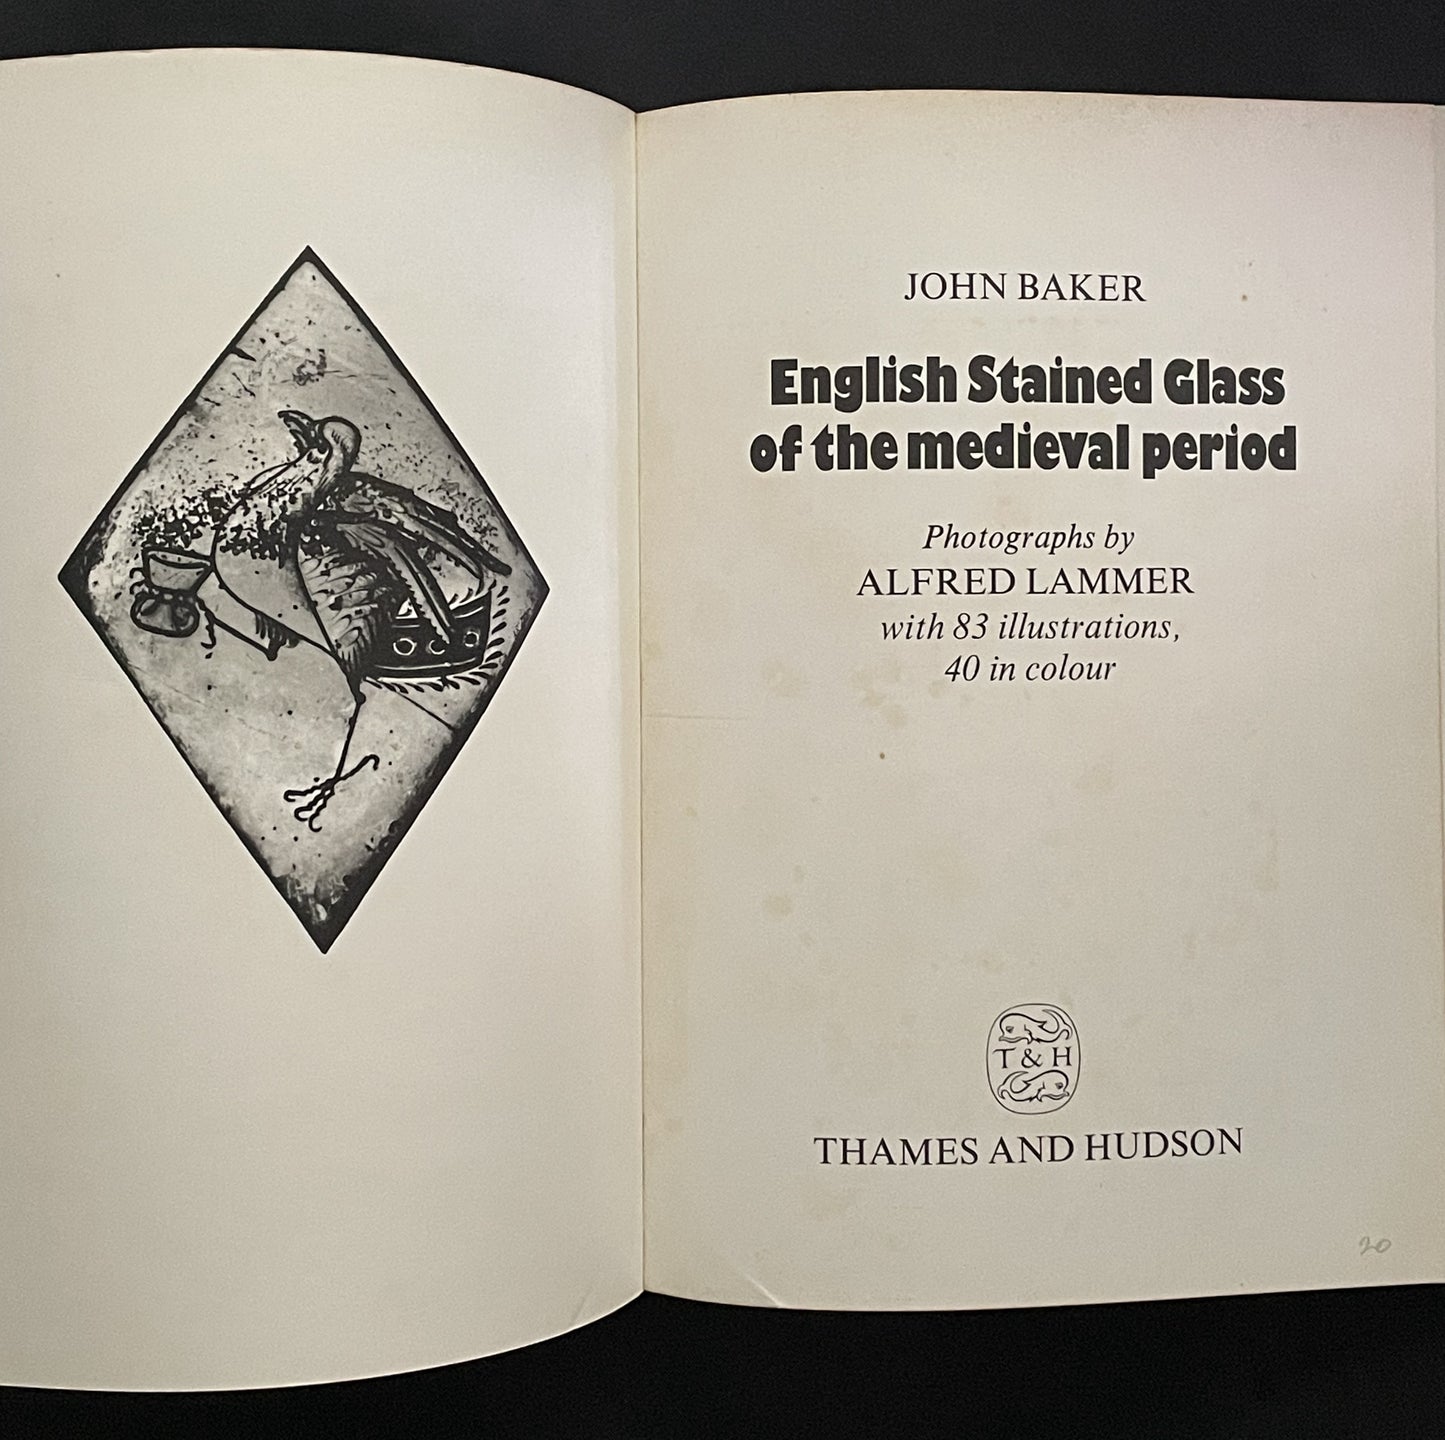 JOHN BAKER
English Stained Glass
of the medieval period
Photographs by
ALFRED LAMMER
with 83 illustrations,
40 in colour
T & H
THAMES AND HUDSON
20